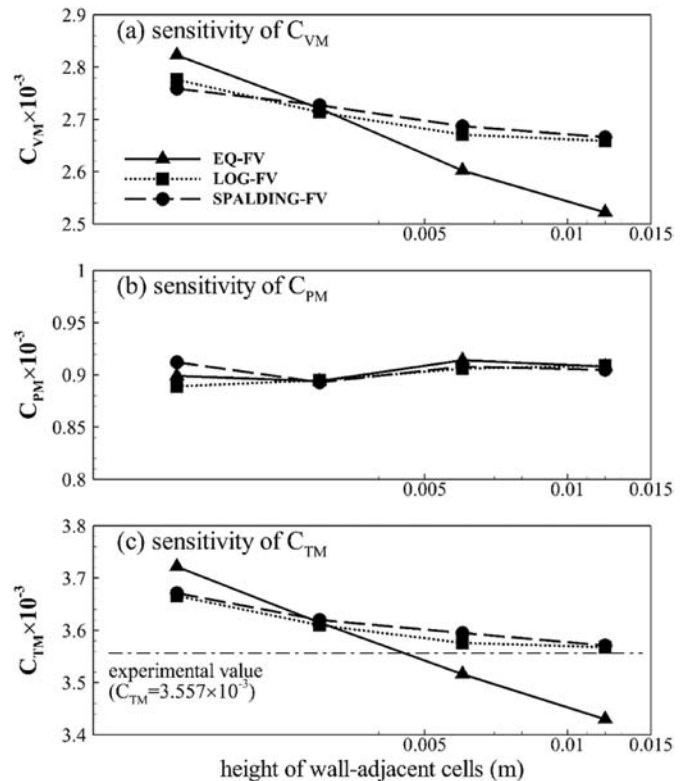 2.9
(a) sensitivity of C_VM
2.8
C_VM×10⁻³
2.7
EQ-FV
LOG-FV
2.6
SPALDING-FV
2.5
0.005 0.01 0.015
1
(b) sensitivity of C_PM
0.95
C_PM×10⁻³
0.9
0.85
0.8
0.005 0.01 0.015
3.8
(c) sensitivity of C_TM
3.7
C_TM×10⁻³
3.6
experimental value
(C_TM=3.557×10⁻³)
3.5
3.4
0.005 0.01 0.015
height of wall-adjacent cells (m)